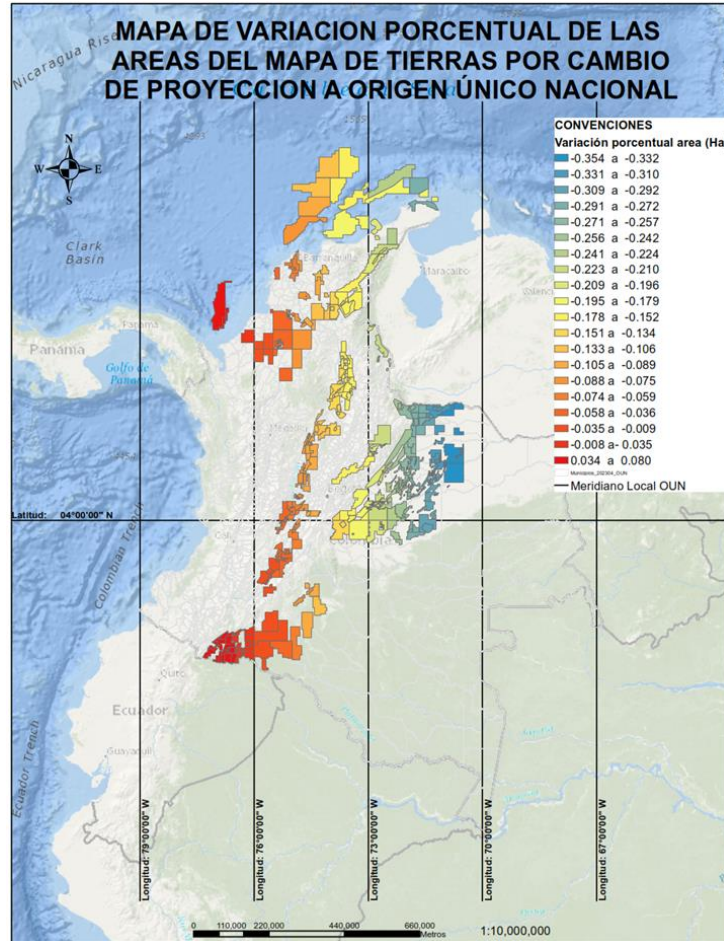 MAPA DE VARIACION PORCENTUAL DE LAS
AREAS DEL MAPA DE TIERRAS POR CAMBIO
DE PROYECCION A ORIGEN ÚNICO NACIONAL
Nicaragua Rise
N
W
E
S
CONVENCIONES
Variación porcentual area (Ha
-0.354 a -0.332
-0.331 a -0.310
-0.309 a -0.292
-0.291 a -0.272
-0.271 a -0.257
-0.256 a -0.242
-0.241 a -0.224
-0.223 a -0.210
-0.209 a -0.196
-0.195 a -0.179
-0.178 a -0.152
-0.151 a -0.134
-0.133 a -0.106
-0.105 a -0.089
-0.088 a -0.075
-0.074 a -0.059
-0.058 a -0.036
-0.035 a -0.009
-0.008 a- 0.035
0.034 a 0.080
Meridiano Local OUN
Clark
Basin
Barranquilla
Maracaibo
Panamá
Panamá
Golfo de
Panamá
Medellín
Latitud: 04°00'00" N
Colombia
Colombian Trench
Quito
Ecuador
Guayaquil
Ecuador Trench
Longitud: 79°00'00" W
Longitud: 76°00'00" W
Longitud: 73°00'00" W
Longitud: 70°00'00" W
Longitud: 67°00'00" W
0 110,000 220,000 440,000 660,000
Metros
1:10,000,000